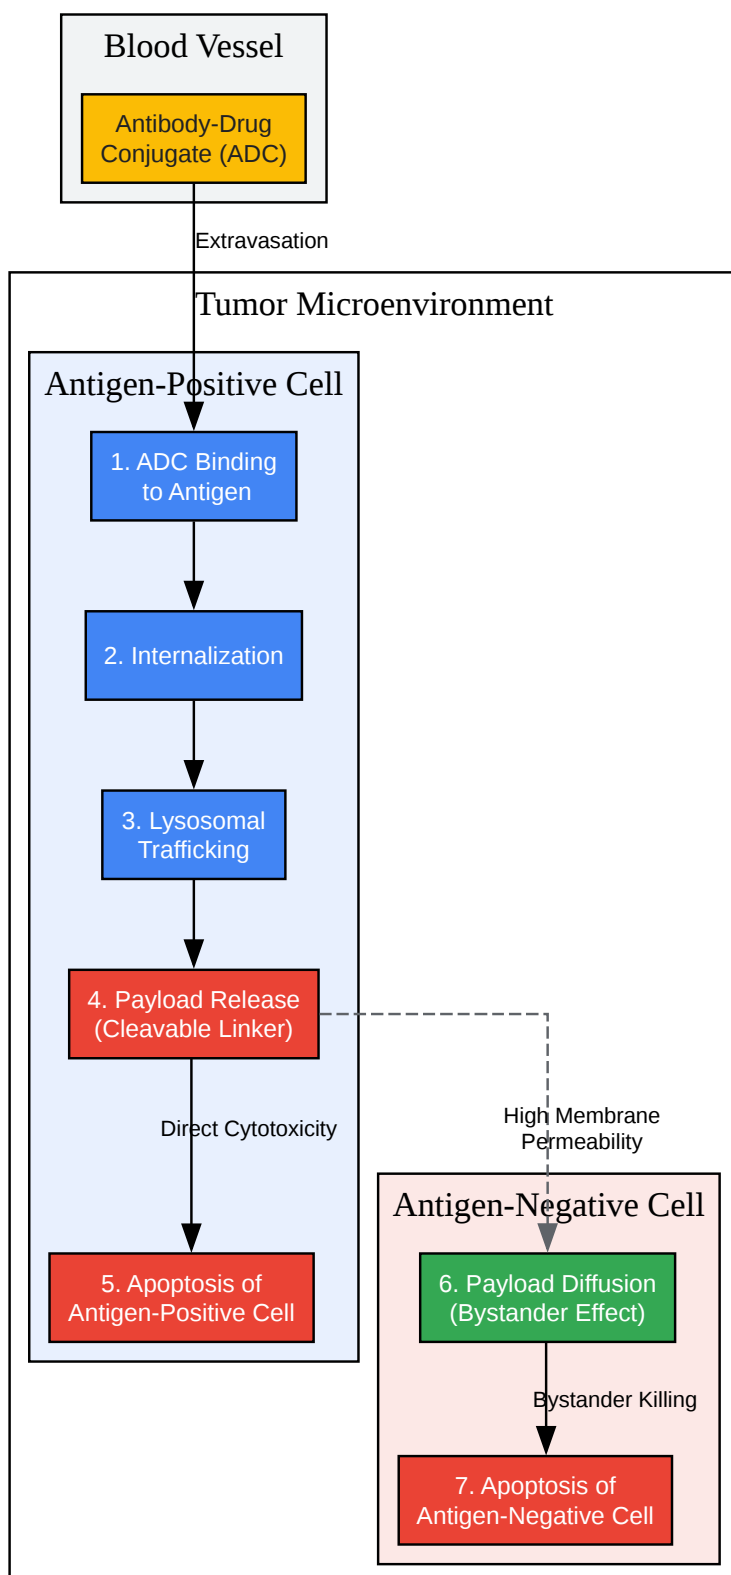 Blood Vessel
Antibody-Drug
Conjugate (ADC)
Extravasation
Tumor Microenvironment
Antigen-Positive Cell
1. ADC Binding
to Antigen
2. Internalization
3. Lysosomal
Trafficking
4. Payload Release
(Cleavable Linker)
Direct Cytotoxicity
High Membrane
Permeability
Antigen-Negative Cell
5. Apoptosis of
Antigen-Positive Cell
6. Payload Diffusion
(Bystander Effect)
Bystander Killing
7. Apoptosis of
Antigen-Negative Cell